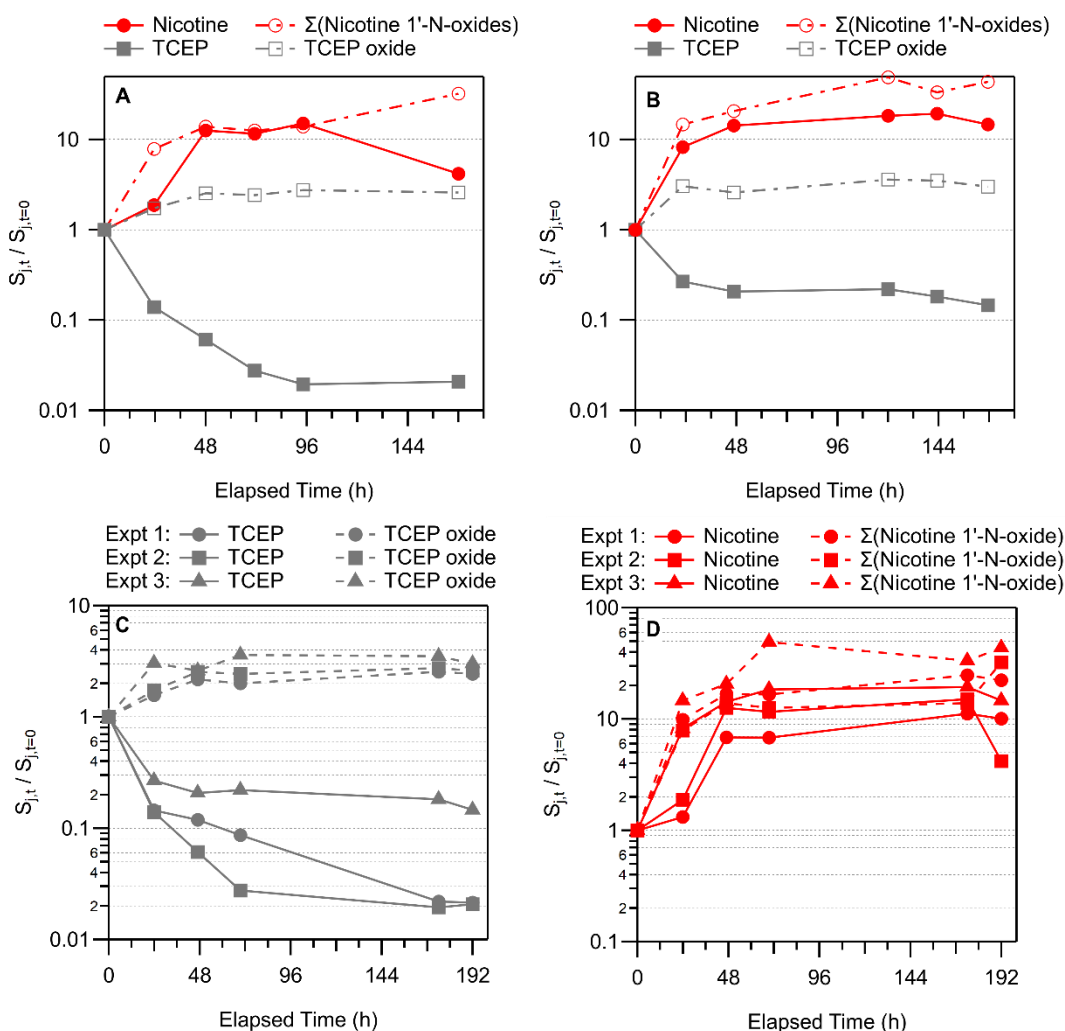 Nicotine Σ(Nicotine 1'-N-oxides)
TCEP TCEP oxide
A
10
1
0.1
0.01
S_j,t / S_j,t=0
0 48 96 144
Elapsed Time (h)
Nicotine Σ(Nicotine 1'-N-oxides)
TCEP TCEP oxide
B
10
1
0.1
0.01
S_j,t / S_j,t=0
0 48 96 144
Elapsed Time (h)
Expt 1: TCEP TCEP oxide
Expt 2: TCEP TCEP oxide
Expt 3: TCEP TCEP oxide
C
10
6
4
2
1
6
4
2
0.1
6
4
2
0.01
S_j,t / S_j,t=0
0 48 96 144 192
Elapsed Time (h)
Expt 1: Nicotine Σ(Nicotine 1'-N-oxide)
Expt 2: Nicotine Σ(Nicotine 1'-N-oxide)
Expt 3: Nicotine Σ(Nicotine 1'-N-oxide)
D
100
6
4
2
10
6
4
2
1
6
4
2
0.1
S_j,t / S_j,t=0
0 48 96 144 192
Elapsed Time (h)